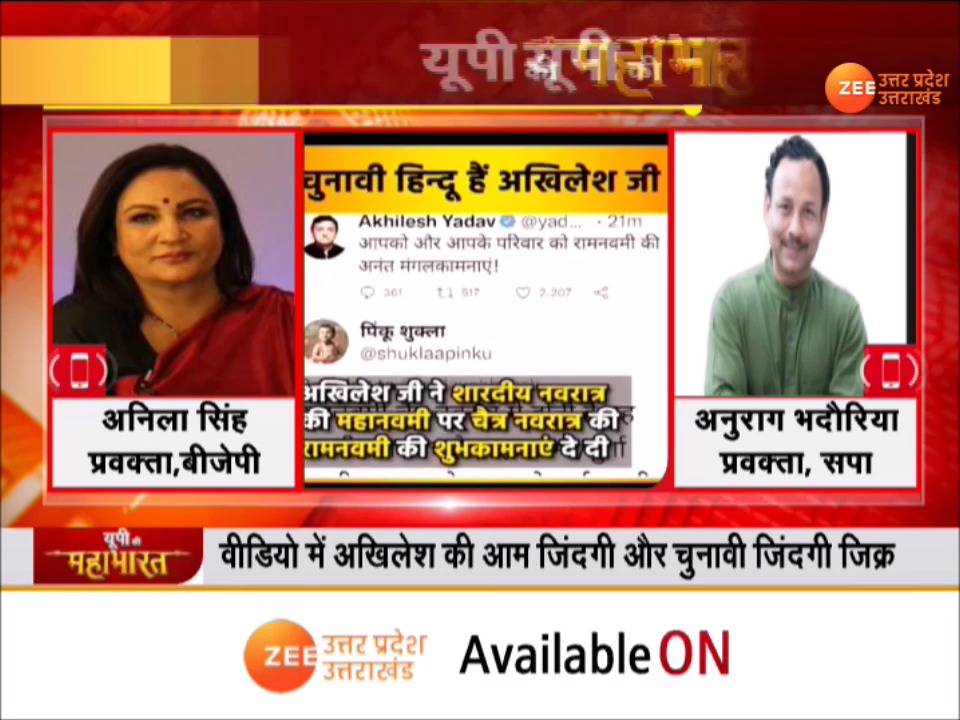 यूपी यूपी
ZEE उत्तर प्रदेश
उत्तराखंड
चुनावी हिन्दू हैं अखिलेश जी
Akhilesh Yadav @yad... · 21m
आपको और आपके परिवार को रामनवमी की
अनंत मंगलकामनाएं!
361 517 2.207
पिंकू शुक्ला
@shuklaapinku
अखिलेश जी ने शारदीय नवरात्र
की महानवमी पर चैत्र नवरात्र की
रामनवमी की शुभकामनाएं दे दी
अनिला सिंह
प्रवक्ता,बीजेपी
अनुराग भदौरिया
प्रवक्ता, सपा
यूपी की
महाभारत
वीडियो में अखिलेश की आम जिंदगी और चुनावी जिंदगी जिक्र
ZEE उत्तर प्रदेश
उत्तराखंड
Available ON